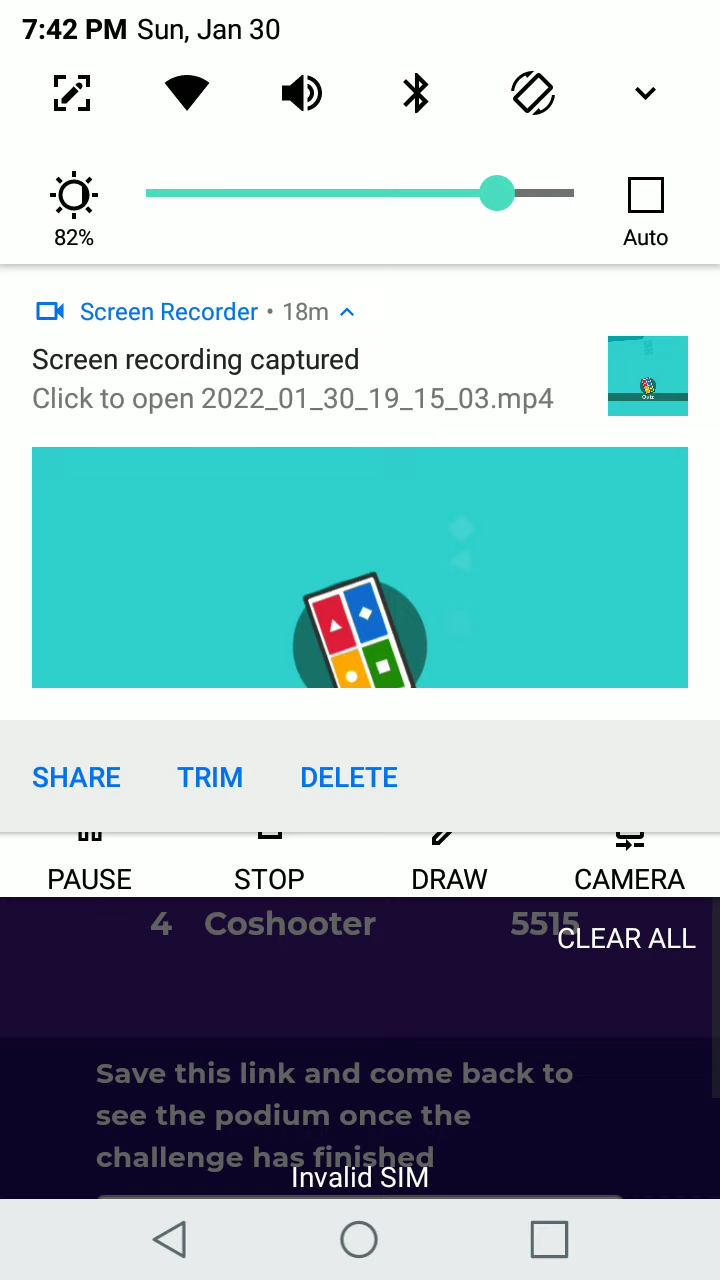 7:42 PM Sun, Jan 30
82%
Auto
Screen Recorder • 18m
Screen recording captured
Click to open 2022_01_30_19_15_03.mp4
Quiz
SHARE TRIM DELETE
PAUSE STOP DRAW CAMERA
4 Coshooter 5515
CLEAR ALL
Save this link and come back to
see the podium once the
challenge has finished
Invalid SIM